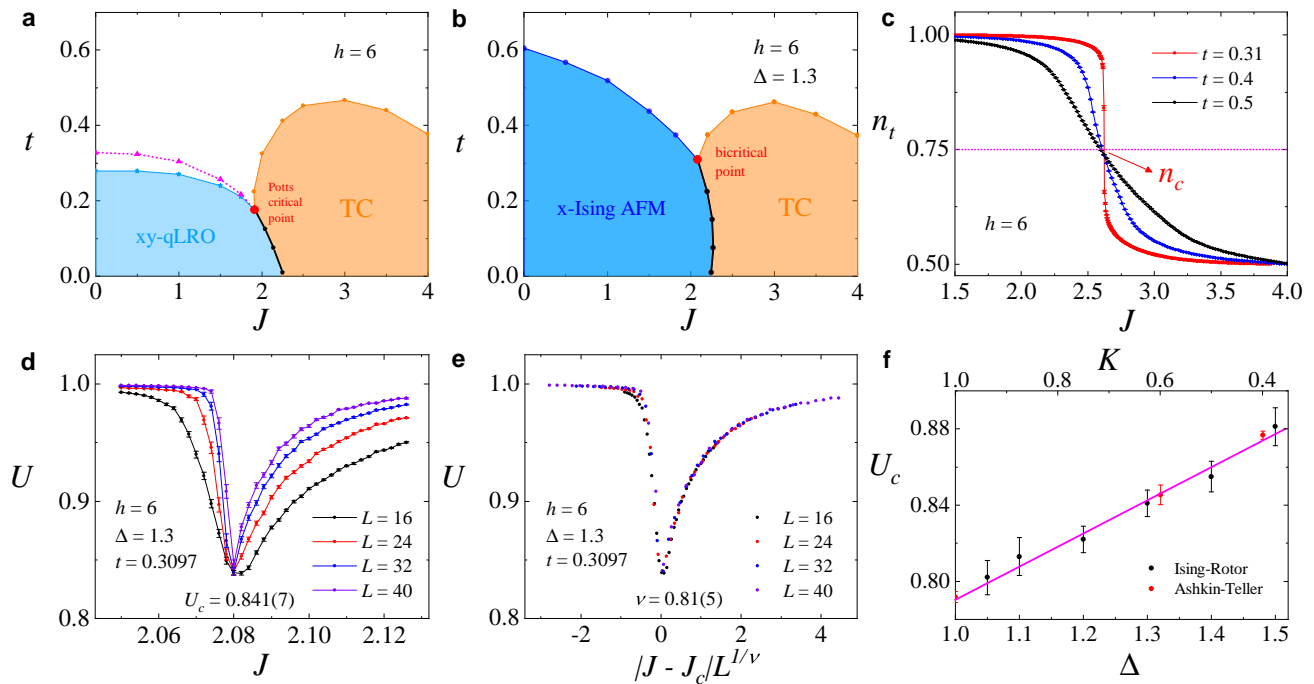 a
h = 6
Potts
critical
point
TC
xy-qLRO
t
0.6
0.4
0.2
0.0
0 1 2 3 4
J
b
h = 6
Δ = 1.3
bicritical
point
x-Ising AFM
TC
t
0.6
0.4
0.2
0.0
0 1 2 3 4
J
c
t = 0.31
t = 0.4
t = 0.5
n_c
h = 6
n_t
1.00
0.75
0.50
1.5 2.0 2.5 3.0 3.5 4.0
J
d
U
1.0
0.9
0.8
h = 6
Δ = 1.3
t = 0.3097
U_c = 0.841(7)
L = 16
L = 24
L = 32
L = 40
2.06 2.08 2.10 2.12
J
e
U
1.0
0.9
0.8
h = 6
Δ = 1.3
t = 0.3097
ν = 0.81(5)
L = 16
L = 24
L = 32
L = 40
-2 0 2 4
|J - J_c|L^{1/ν}
f
K
1.0 0.8 0.6 0.4
U_c
0.88
0.84
0.80
Ising-Rotor
Ashkin-Teller
1.0 1.1 1.2 1.3 1.4 1.5
Δ